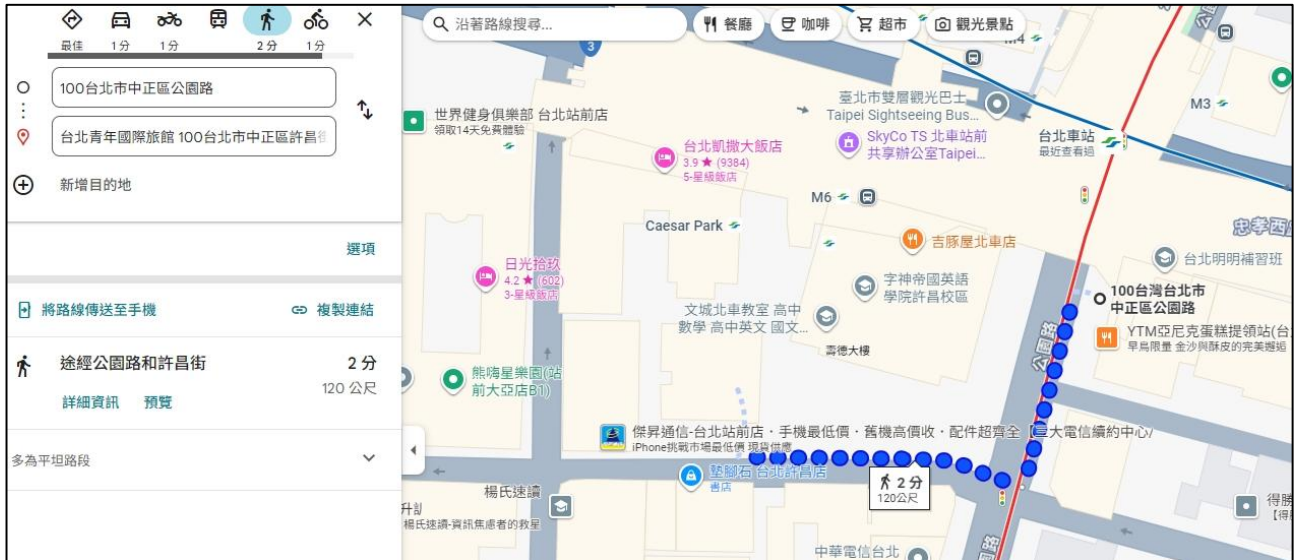 最佳
1分
1分
2分
1分
100台北市中正區公園路
台北青年國際旅館 100台北市中正區許昌街
新增目的地
選項
將路線傳送至手機
複製連結
途經公園路和許昌街
2 分
120 公尺
詳細資訊
預覽
多為平坦路段
沿著路線搜尋...
餐廳
咖啡
超市
觀光景點
M4
3
世界健身俱樂部 台北站前店
領取14天免費體驗
台北凱撒大飯店
3.9 ★ (9384)
5-星級飯店
臺北市雙層觀光巴士
Taipei Sightseeing Bus...
SkyCo TS 北車站前
共享辦公室Taipei...
台北車站
最近查看過
M3
M6
Caesar Park
吉豚屋北車店
忠孝西
台北明明補習班
日光拾玖
4.2 ★ (602)
3-星級飯店
字神帝國英語
學院許昌校區
文城北車教室 高中
數學 高中英文 國文...
壽德大樓
100台灣台北市
中正區公園路
YTM亞尼克蛋糕提領站(台
早鳥限量 金沙與酥皮的完美邂逅
公園路
熊嗨星樂園(站
前大亞店B1)
傑昇通信-台北站前店・手機最低價・舊機高價收・配件超齊全
大電信續約中心/
iPhone挑戰市場最低價 現貨供應
墊腳石 台北許昌店
書店
2 分
120公尺
楊氏速讀
楊氏速讀-資訊焦慮者的救星
得勝
中華電信台北
公園路